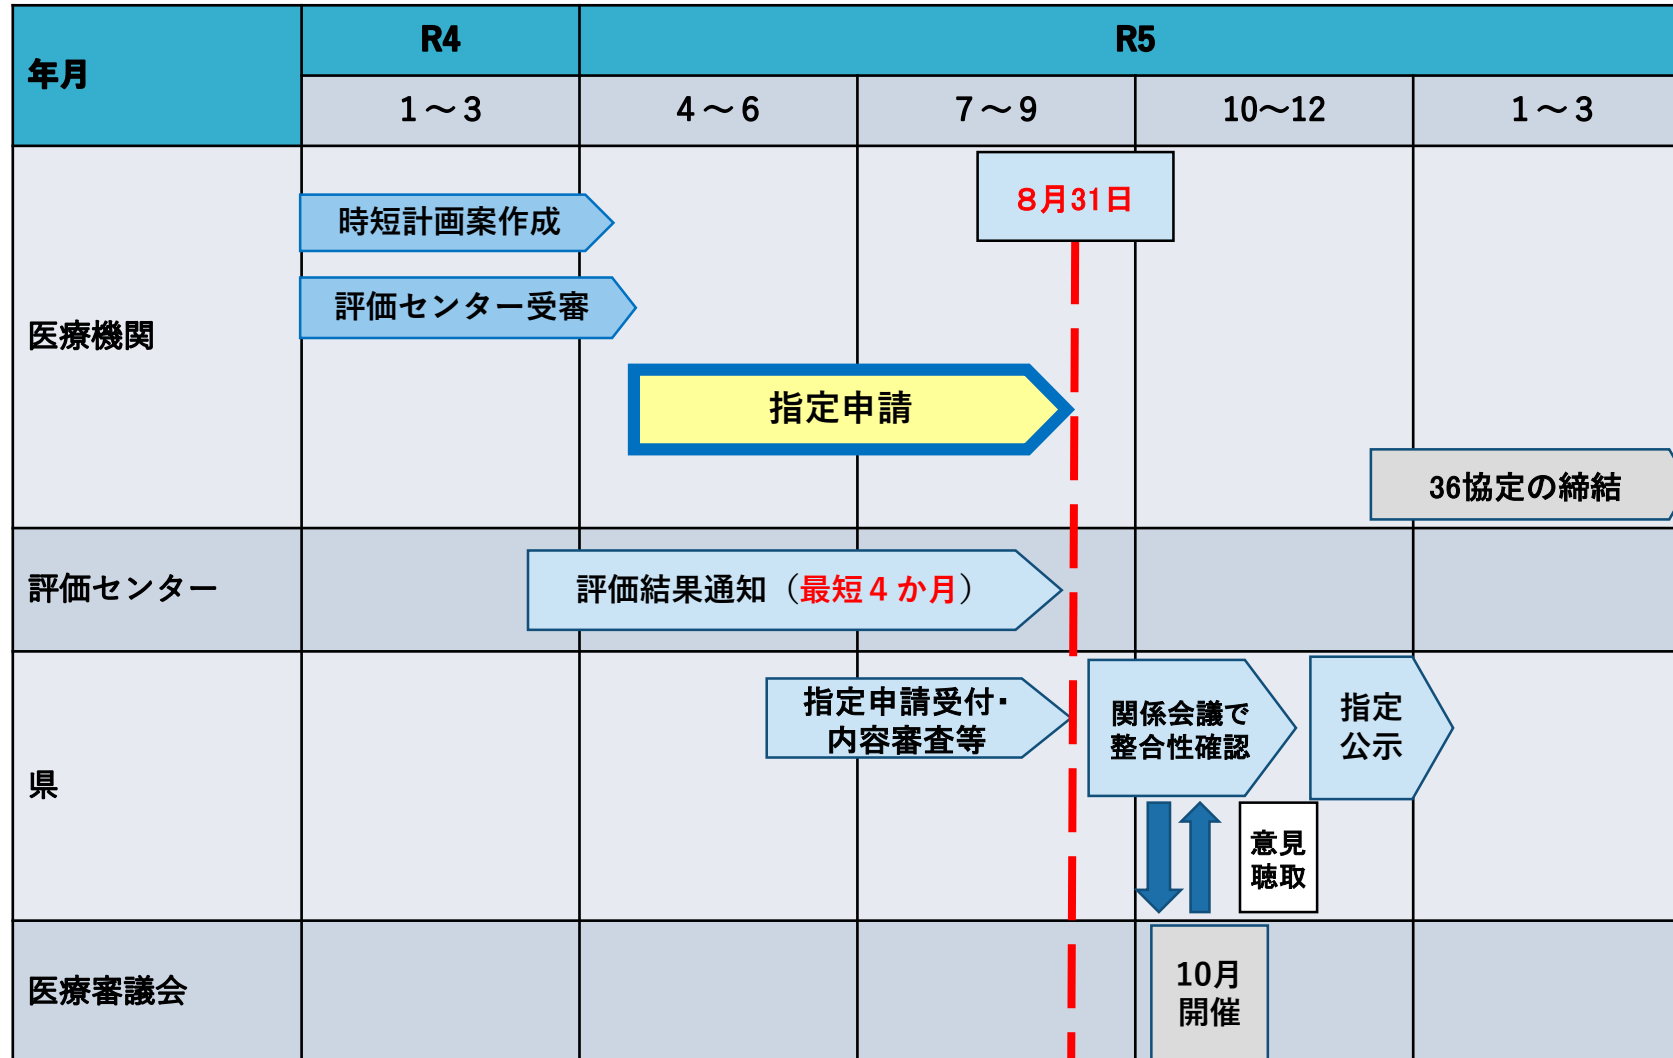 年月
R4
R5
1～3
4～6
7～9
10～12
1～3
医療機関
8月31日
時短計画案作成
評価センター受審
指定申請
36協定の締結
評価センター
評価結果通知（最短４か月）
県
指定申請受付・
内容審査等
関係会議で
整合性確認
指定
公示
意見
聴取
医療審議会
10月
開催